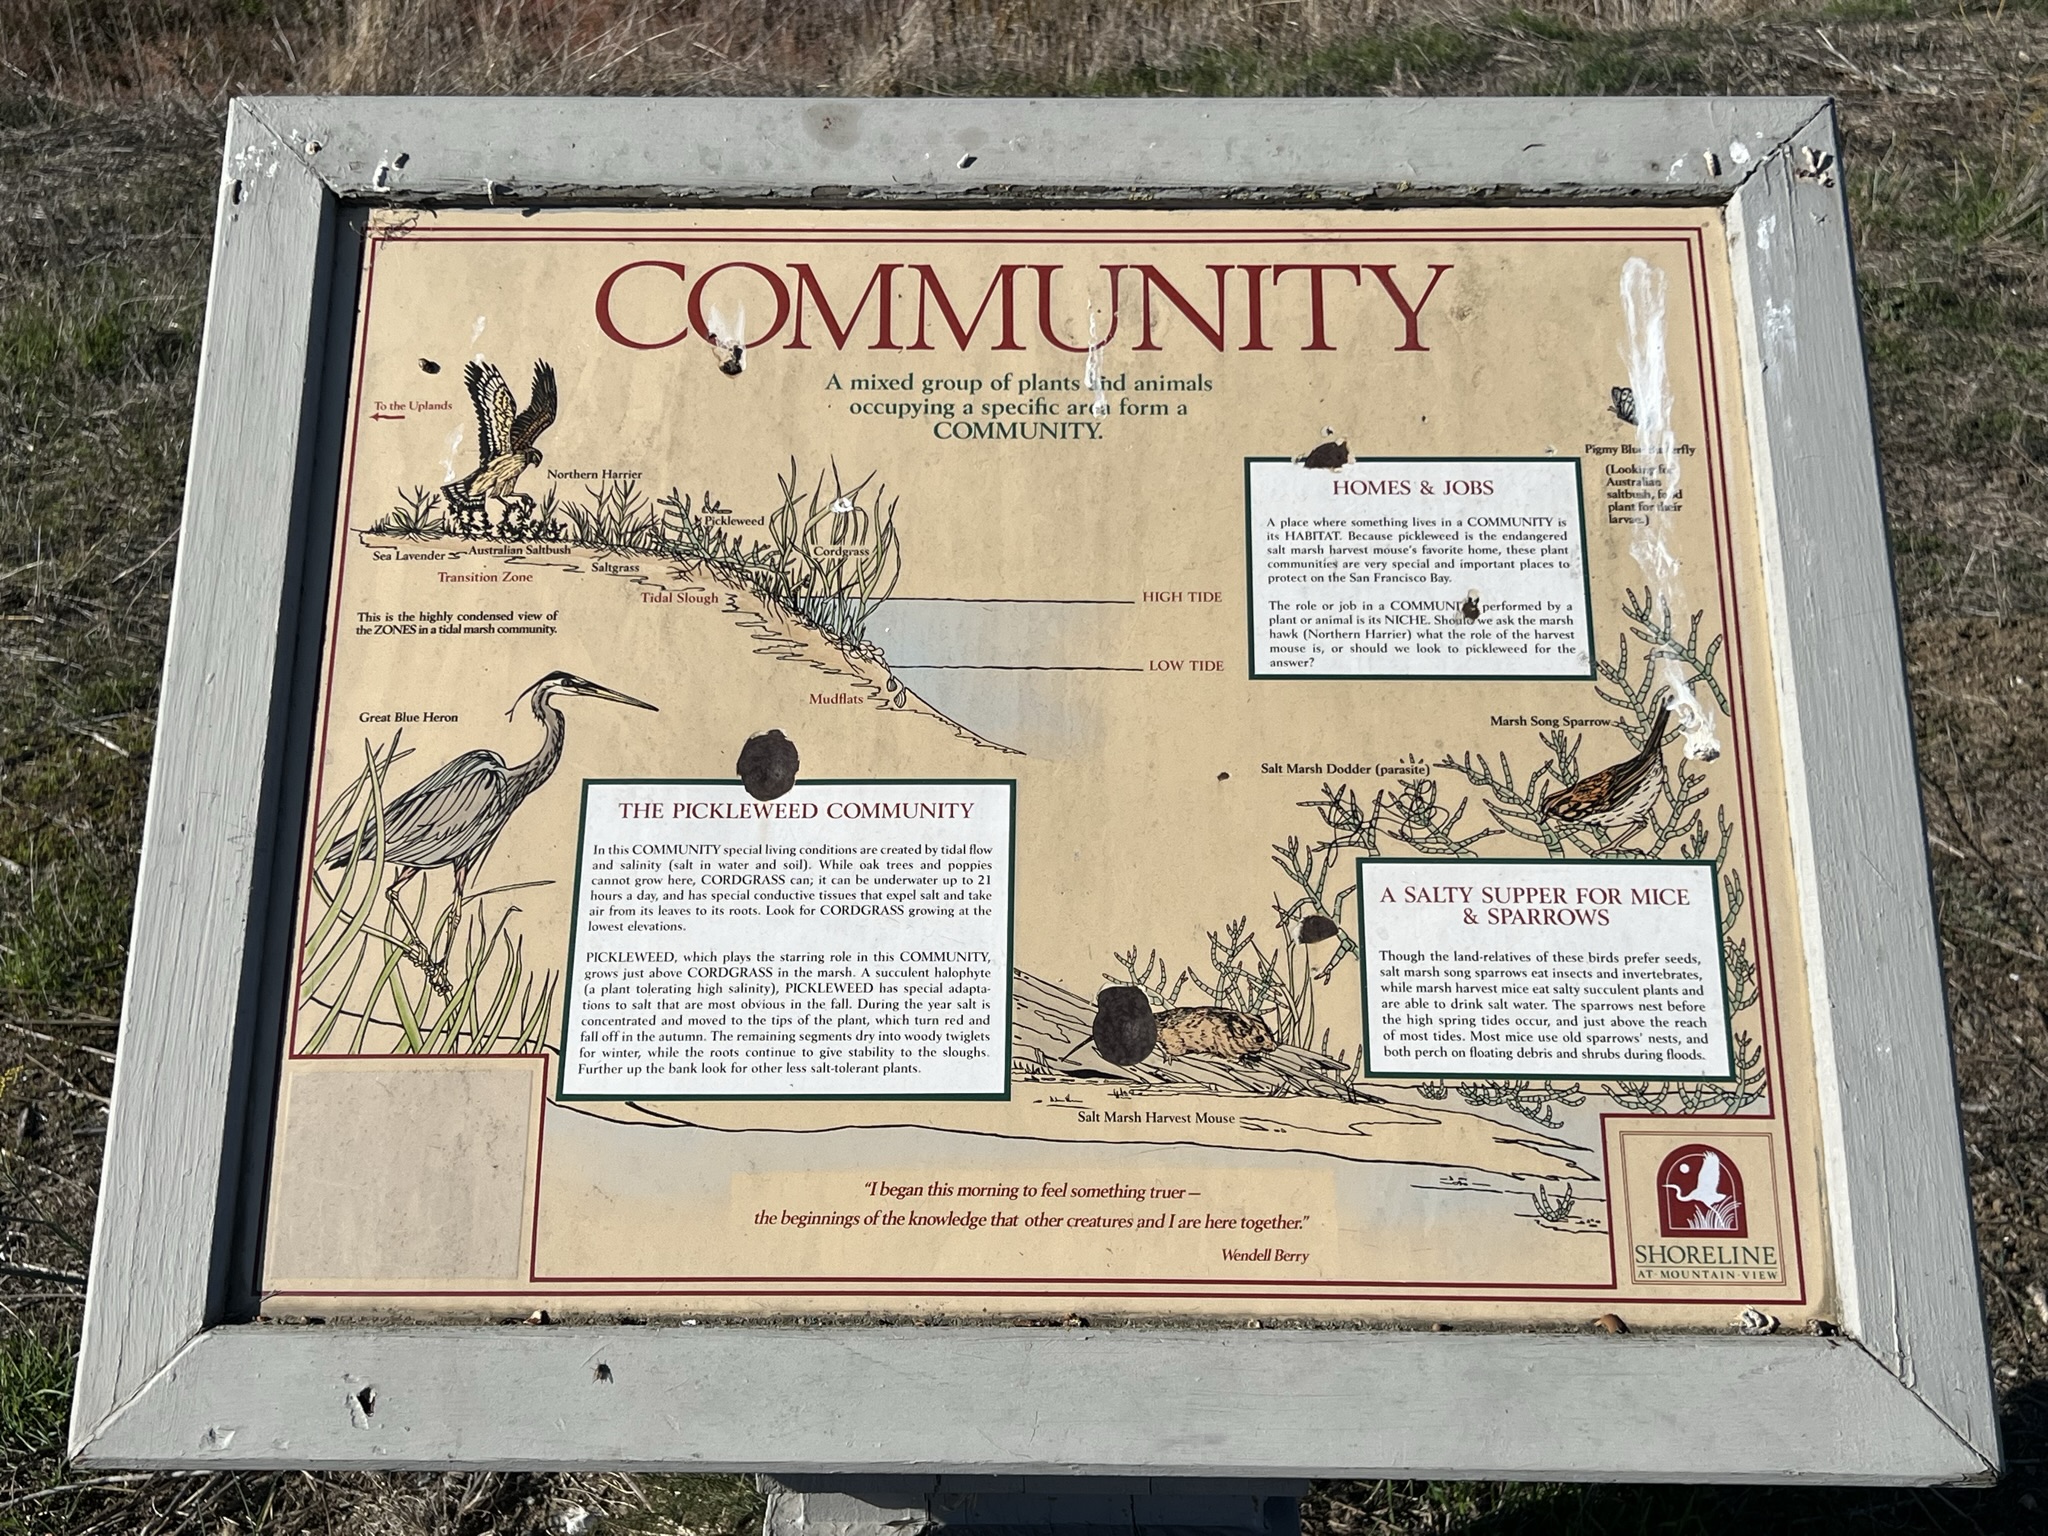 COMMUNITY
A mixed group of plants and animals
occupying a specific area form a
COMMUNITY.
To the Uplands
Northern Harrier
Pickleweed
Cordgrass
Sea Lavender
Australian Saltbush
Saltgrass
Transition Zone
Tidal Slough
HIGH TIDE
LOW TIDE
Mudflats
This is the highly condensed view of
the ZONES in a tidal marsh community.
Pigmy Blue Butterfly
(Looking for
Australian
saltbush, food
plant for their
larvae.)
HOMES & JOBS
A place where something lives in a COMMUNITY is
its HABITAT. Because pickleweed is the endangered
salt marsh harvest mouse's favorite home, these plant
communities are very special and important places to
protect on the San Francisco Bay.
The role or job in a COMMUNITY performed by a
plant or animal is its NICHE. Should we ask the marsh
hawk (Northern Harrier) what the role of the harvest
mouse is, or should we look to pickleweed for the
answer?
Great Blue Heron
Marsh Song Sparrow
Salt Marsh Dodder (parasite)
THE PICKLEWEED COMMUNITY
In this COMMUNITY special living conditions are created by tidal flow
and salinity (salt in water and soil). While oak trees and poppies
cannot grow here, CORDGRASS can; it can be underwater up to 21
hours a day, and has special conductive tissues that expel salt and take
air from its leaves to its roots. Look for CORDGRASS growing at the
lowest elevations.
PICKLEWEED, which plays the starring role in this COMMUNITY,
grows just above CORDGRASS in the marsh. A succulent halophyte
(a plant tolerating high salinity), PICKLEWEED has special adapta-
tions to salt that are most obvious in the fall. During the year salt is
concentrated and moved to the tips of the plant, which turn red and
fall off in the autumn. The remaining segments dry into woody twiglets
for winter, while the roots continue to give stability to the sloughs.
Further up the bank look for other less salt-tolerant plants.
A SALTY SUPPER FOR MICE
& SPARROWS
Though the land-relatives of these birds prefer seeds,
salt marsh song sparrows eat insects and invertebrates,
while marsh harvest mice eat salty succulent plants and
are able to drink salt water. The sparrows nest before
the high spring tides occur, and just above the reach
of most tides. Most mice use old sparrows' nests, and
both perch on floating debris and shrubs during floods.
Salt Marsh Harvest Mouse
"I began this morning to feel something truer—
the beginnings of the knowledge that other creatures and I are here together."
Wendell Berry
SHORELINE
AT·MOUNTAIN·VIEW